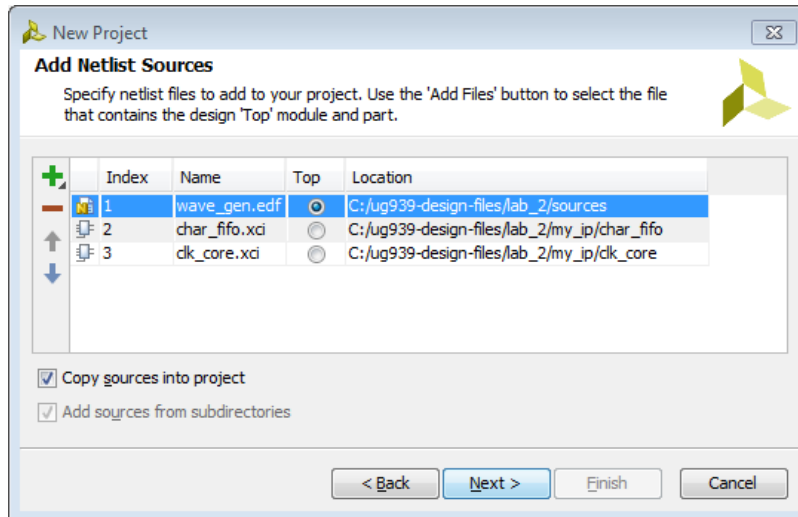 New Project
Add Netlist Sources
Specify netlist files to add to your project. Use the 'Add Files' button to select the file
that contains the design 'Top' module and part.
Index Name Top Location
1 wave_gen.edf C:/ug939-design-files/lab_2/sources
2 char_fifo.xci C:/ug939-design-files/lab_2/my_ip/char_fifo
3 clk_core.xci C:/ug939-design-files/lab_2/my_ip/clk_core
Copy sources into project
Add sources from subdirectories
< Back Next > Finish Cancel